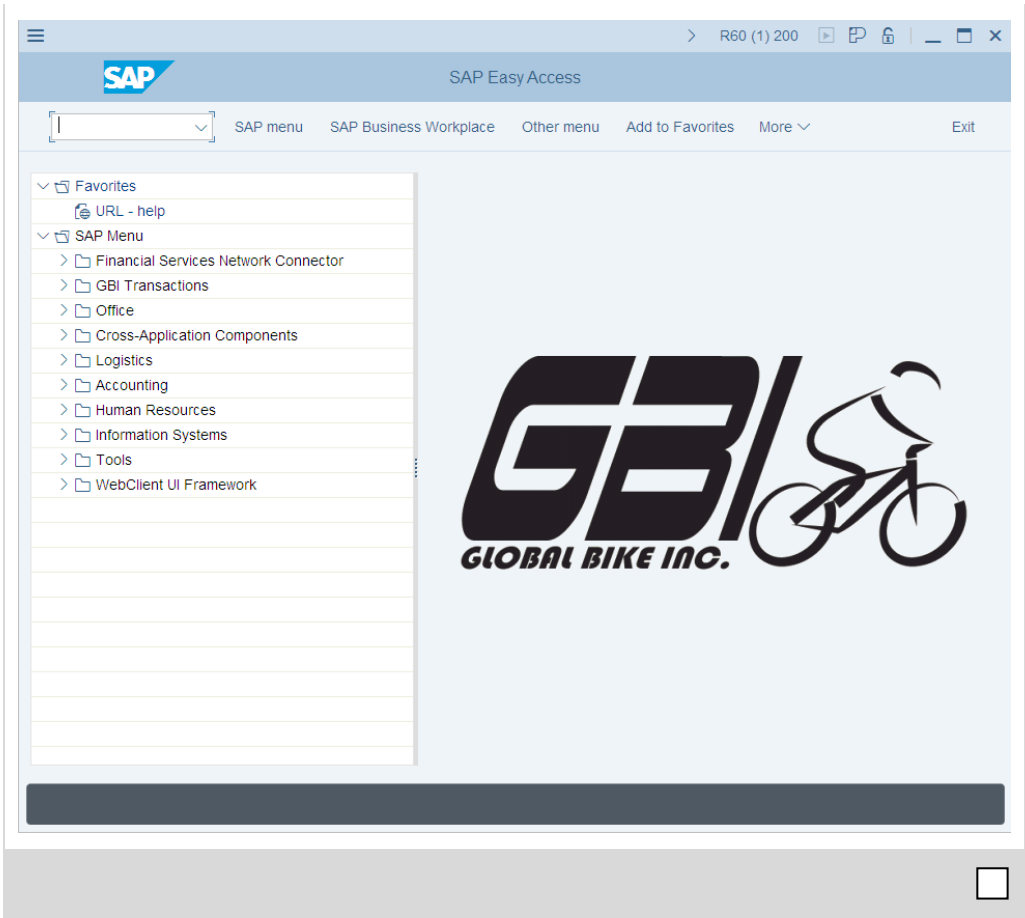 R60 (1) 200
SAP SAP Easy Access
SAP menu SAP Business Workplace Other menu Add to Favorites More Exit
Favorites
URL - help
SAP Menu
Financial Services Network Connector
GBI Transactions
Office
Cross-Application Components
Logistics
Accounting
Human Resources
Information Systems
Tools
WebClient UI Framework
GBI
GLOBAL BIKE INC.